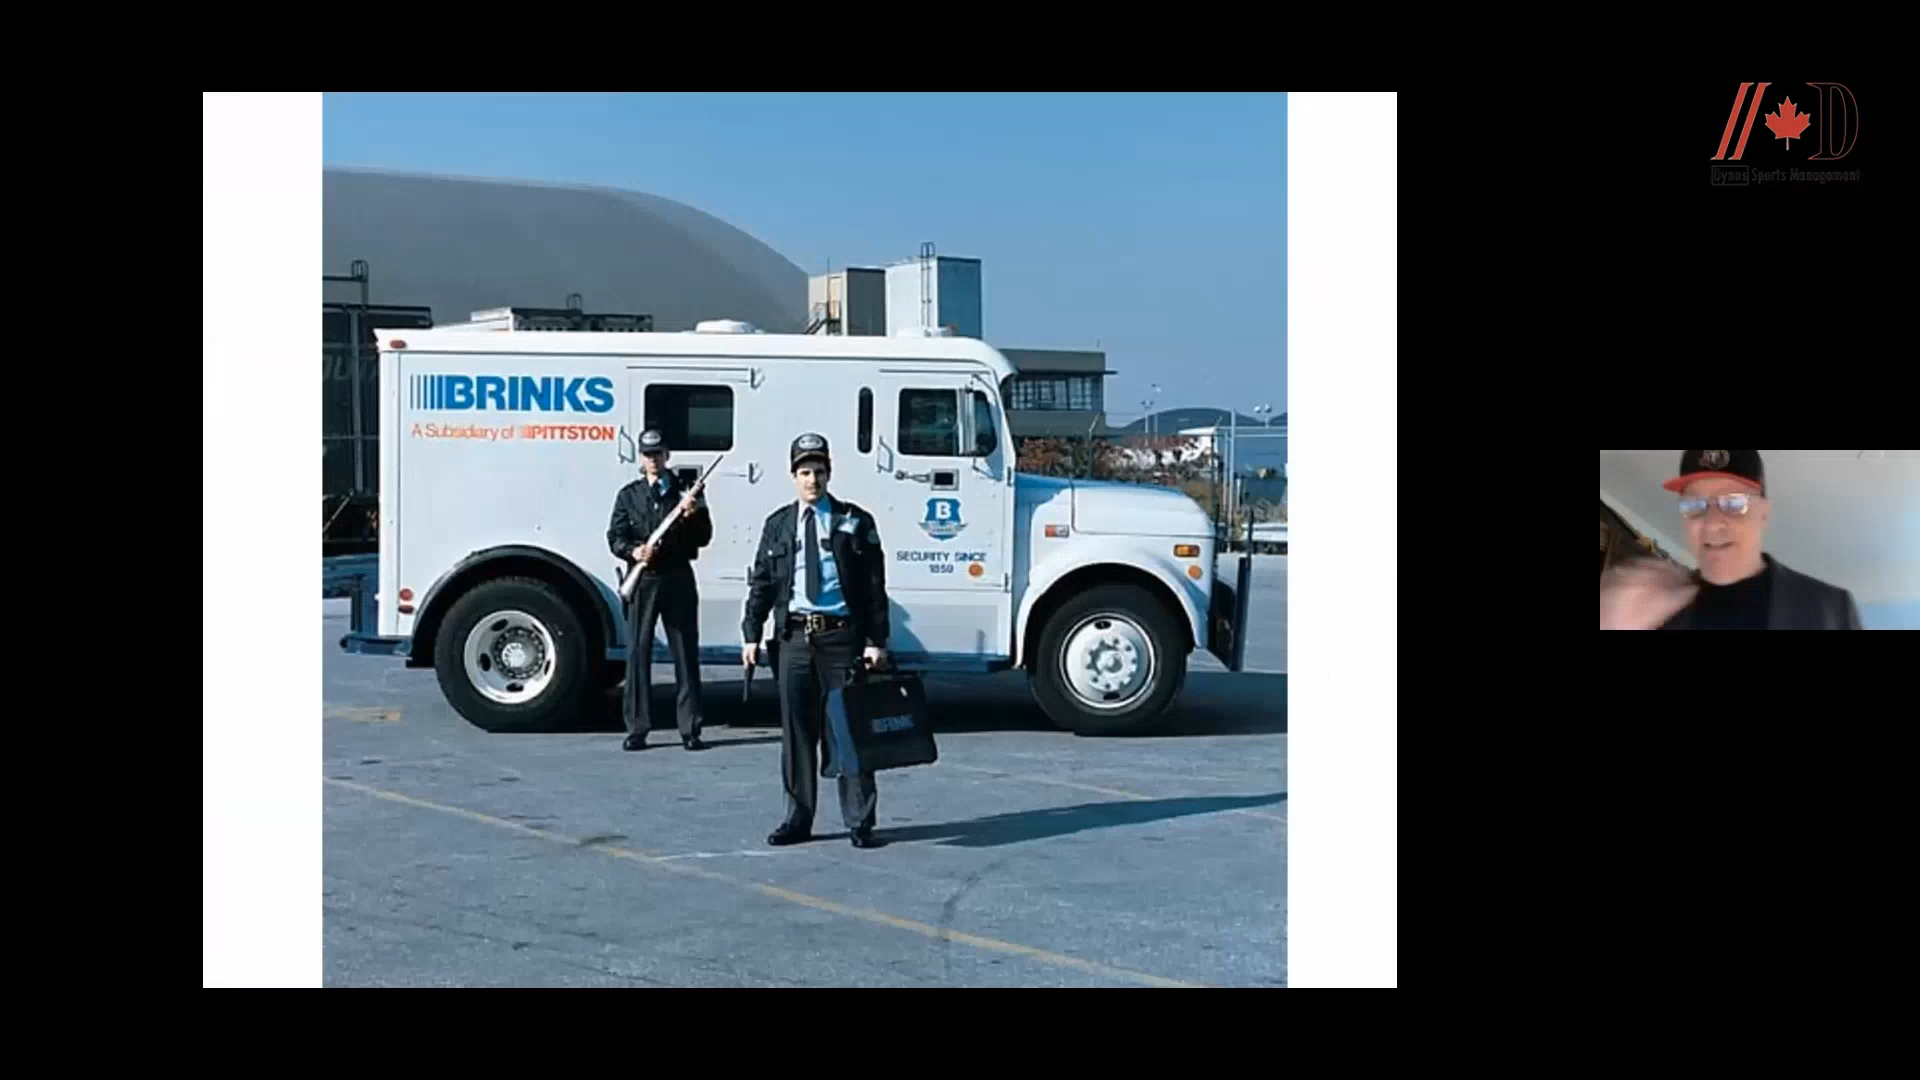 BRINKS
A Subsidiary of PITTSTON
B
SECURITY SINCE
1859
BRINKS
D
Dynes Sports Management